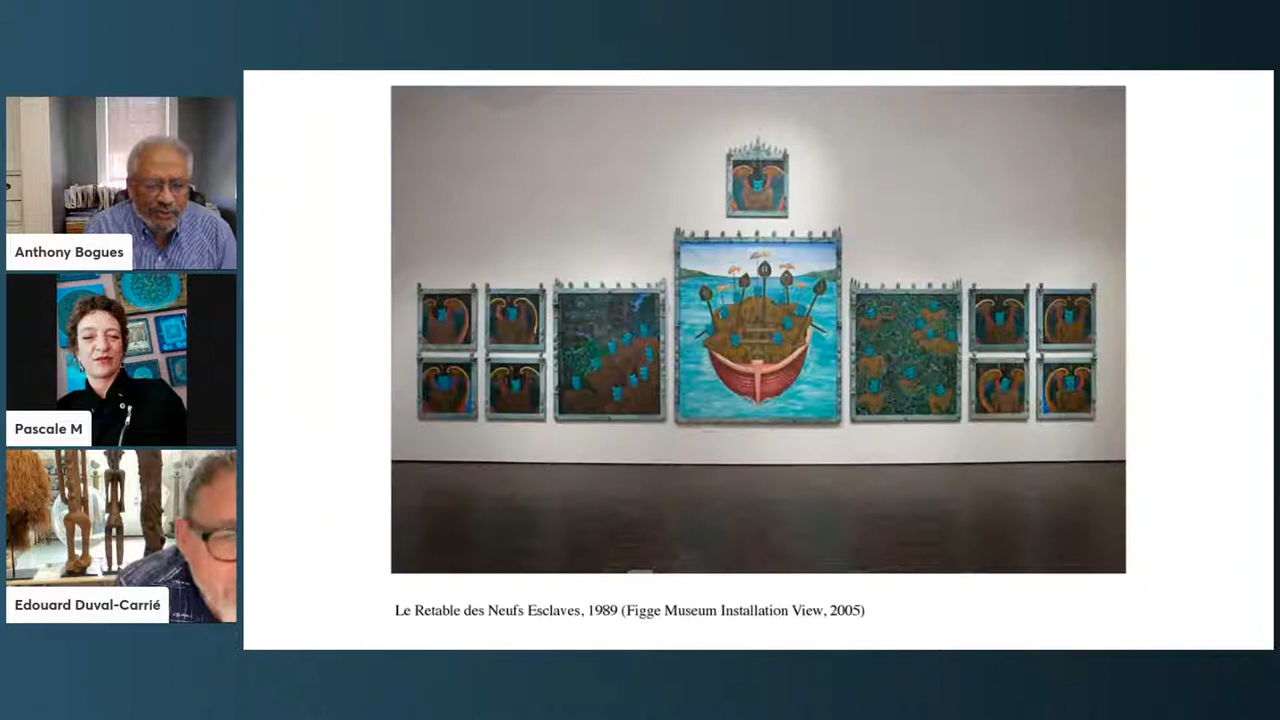 Anthony Bogues
Pascale M
Edouard Duval-Carrié
Le Retable des Neufs Esclaves, 1989 (Figge Museum Installation View, 2005)